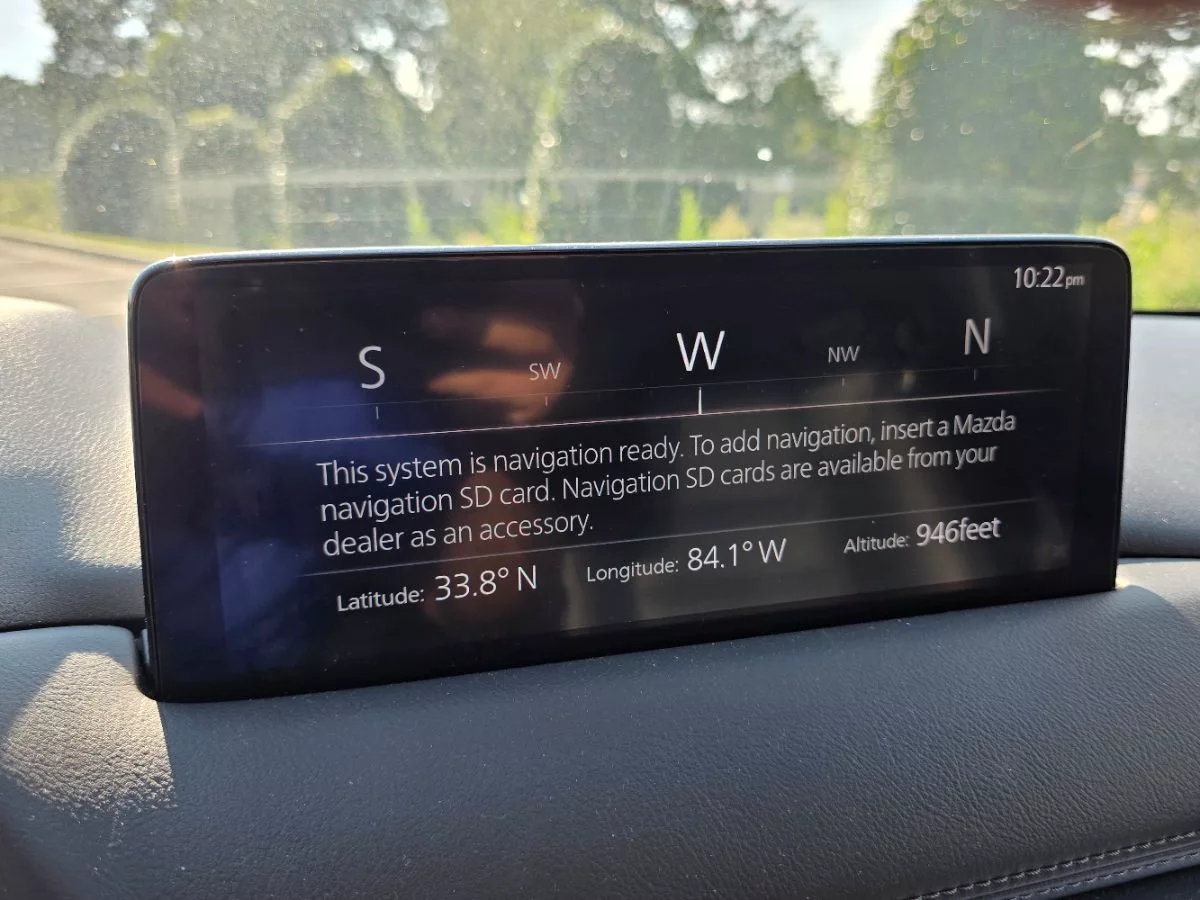 10:22pm
S SW W NW N
This system is navigation ready. To add navigation, insert a Mazda
navigation SD card. Navigation SD cards are available from your
dealer as an accessory.
Latitude: 33.8° N Longitude: 84.1° W Altitude: 946feet